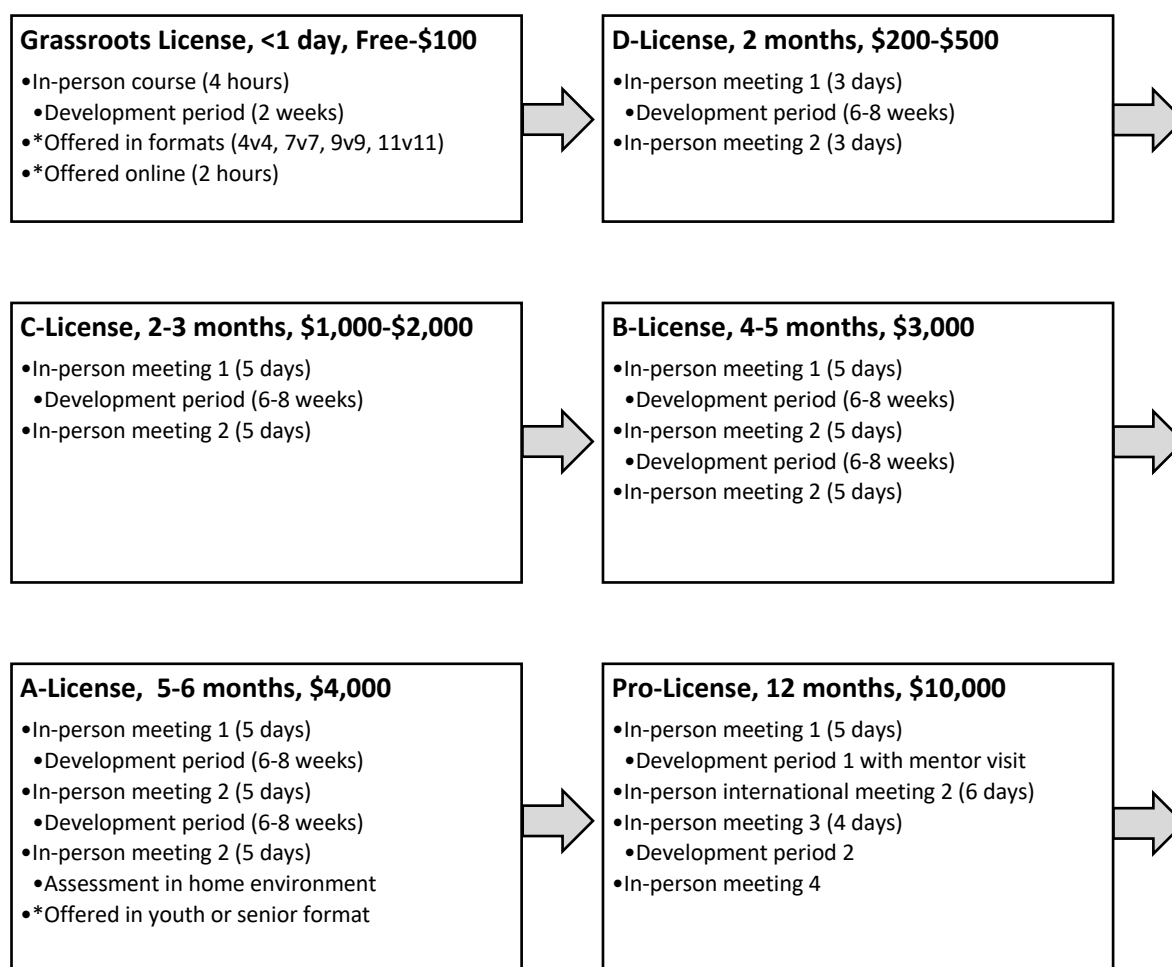 Grassroots License, <1 day, Free-$100
•In-person course (4 hours)
•Development period (2 weeks)
•*Offered in formats (4v4, 7v7, 9v9, 11v11)
•*Offered online (2 hours)
D-License, 2 months, $200-$500
•In-person meeting 1 (3 days)
•Development period (6-8 weeks)
•In-person meeting 2 (3 days)
C-License, 2-3 months, $1,000-$2,000
•In-person meeting 1 (5 days)
•Development period (6-8 weeks)
•In-person meeting 2 (5 days)
B-License, 4-5 months, $3,000
•In-person meeting 1 (5 days)
•Development period (6-8 weeks)
•In-person meeting 2 (5 days)
•Development period (6-8 weeks)
•In-person meeting 2 (5 days)
A-License,  5-6 months, $4,000
•In-person meeting 1 (5 days)
•Development period (6-8 weeks)
•In-person meeting 2 (5 days)
•Development period (6-8 weeks)
•In-person meeting 2 (5 days)
•Assessment in home environment
•*Offered in youth or senior format
Pro-License, 12 months, $10,000
•In-person meeting 1 (5 days)
•Development period 1 with mentor visit
•In-person international meeting 2 (6 days)
•In-person meeting 3 (4 days)
•Development period 2
•In-person meeting 4